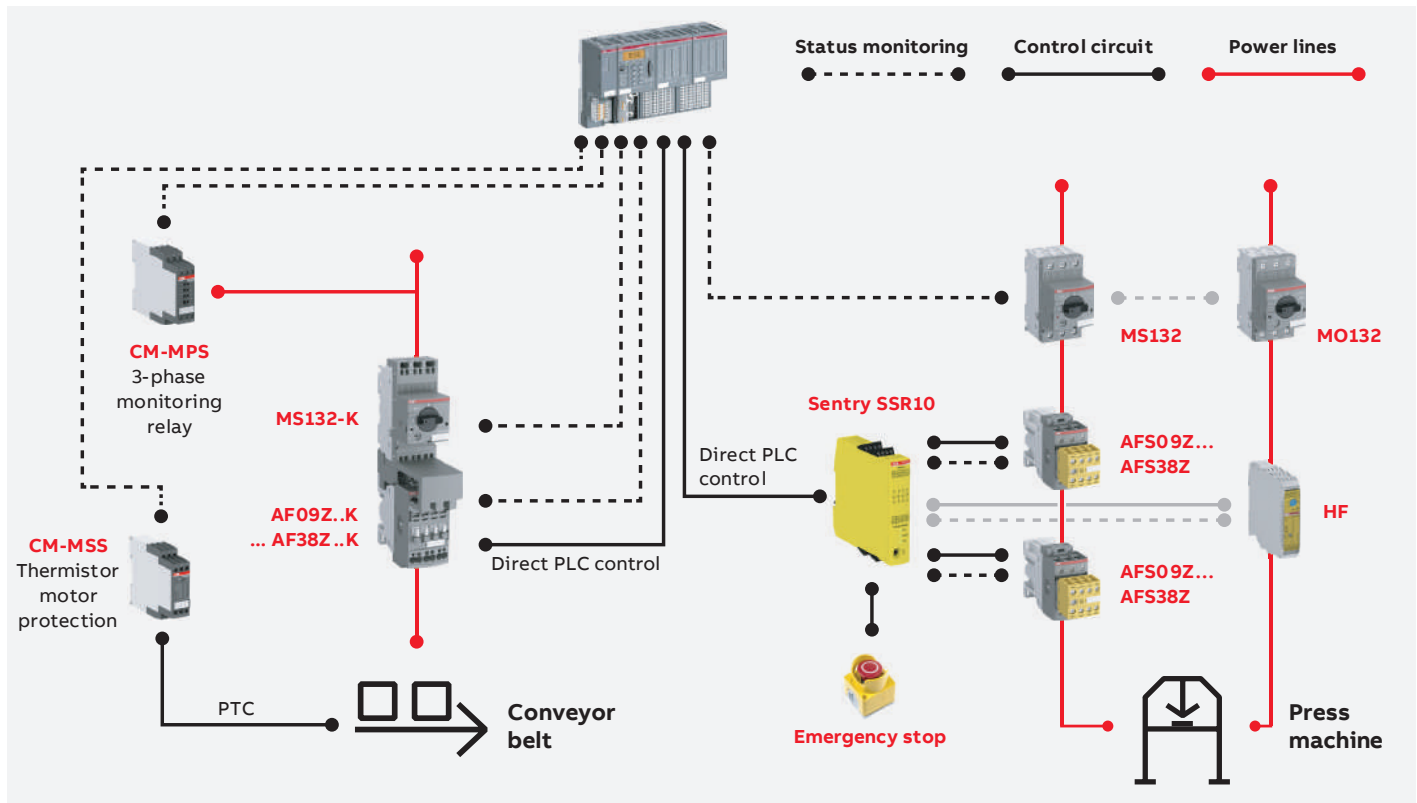 Status monitoring
Control circuit
Power lines
CM-MPS
3-phase
monitoring
relay
MS132-K
AF09Z..K
... AF38Z..K
Direct PLC control
CM-MSS
Thermistor
motor
protection
PTC
Conveyor
belt
MS132
MO132
Sentry SSR10
Direct PLC
control
AFS09Z...
AFS38Z
HF
AFS09Z...
AFS38Z
Emergency stop
Press
machine